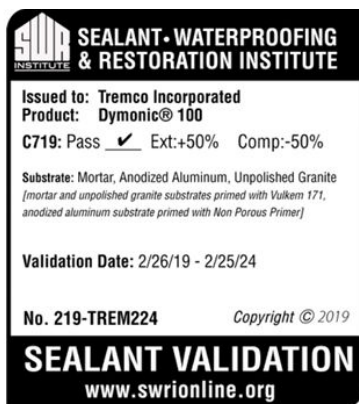 SWR
INSTITUTE
SEALANT • WATERPROOFING
& RESTORATION INSTITUTE
Issued to: Tremco Incorporated
Product: Dymonic® 100
C719: Pass ✔ Ext:+50% Comp:-50%
Substrate: Mortar, Anodized Aluminum, Unpolished Granite
[mortar and unpolished granite substrates primed with Vulkem 171,
anodized aluminum substrate primed with Non Porous Primer]
Validation Date: 2/26/19 - 2/25/24
No. 219-TREM224 Copyright © 2019
SEALANT VALIDATION
www.swrionline.org